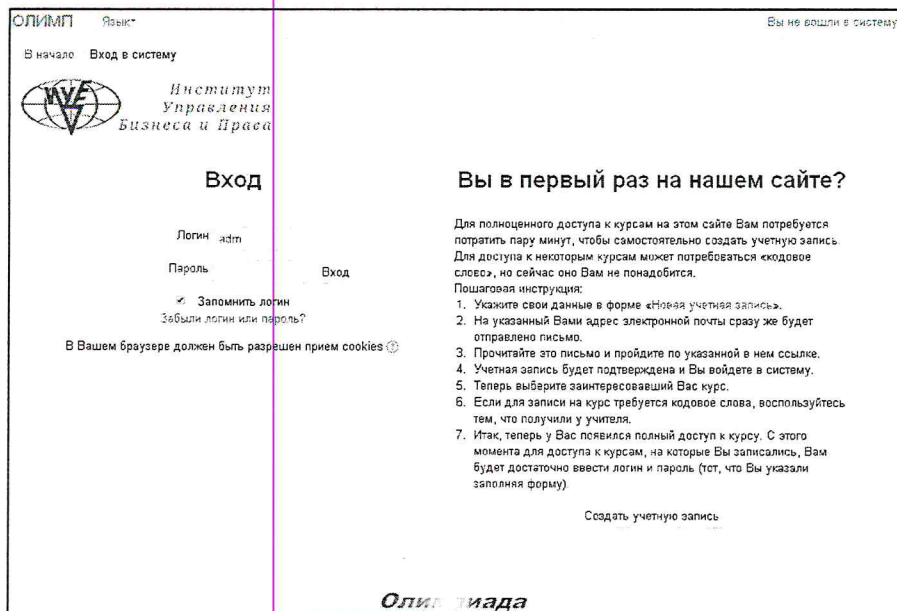 ОЛИМП Язык
Вы не вошли в систему
В начало Вход в систему
Институт
Управления
Бизнеса и Права
Вход
Логин adm
Пароль Вход
Запомнить логин
Забыли логин или пароль?
В Вашем браузере должен быть разрешен прием cookies
Вы в первый раз на нашем сайте?
Для полноценного доступа к курсам на этом сайте Вам потребуется
потратить пару минут, чтобы самостоятельно создать учетную запись.
Для доступа к некоторым курсам может потребоваться «кодовое
слово», но сейчас оно Вам не понадобится.
Пошаговая инструкция:
1. Укажите свои данные в форме «Новая учетная запись».
2. На указанный Вами адрес электронной почты сразу же будет
отправлено письмо.
3. Прочитайте это письмо и пройдите по указанной в нем ссылке.
4. Учетная запись будет подтверждена и Вы войдете в систему.
5. Теперь выберите заинтересовавший Вас курс.
6. Если для записи на курс требуется кодовое слова, воспользуйтесь
тем, что получили у учителя.
7. Итак, теперь у Вас появился полный доступ к курсу. С этого
момента для доступа к курсам, на которые Вы записались, Вам
будет достаточно ввести логин и пароль (тот, что Вы указали
заполняя форму)
Создать учетную запись